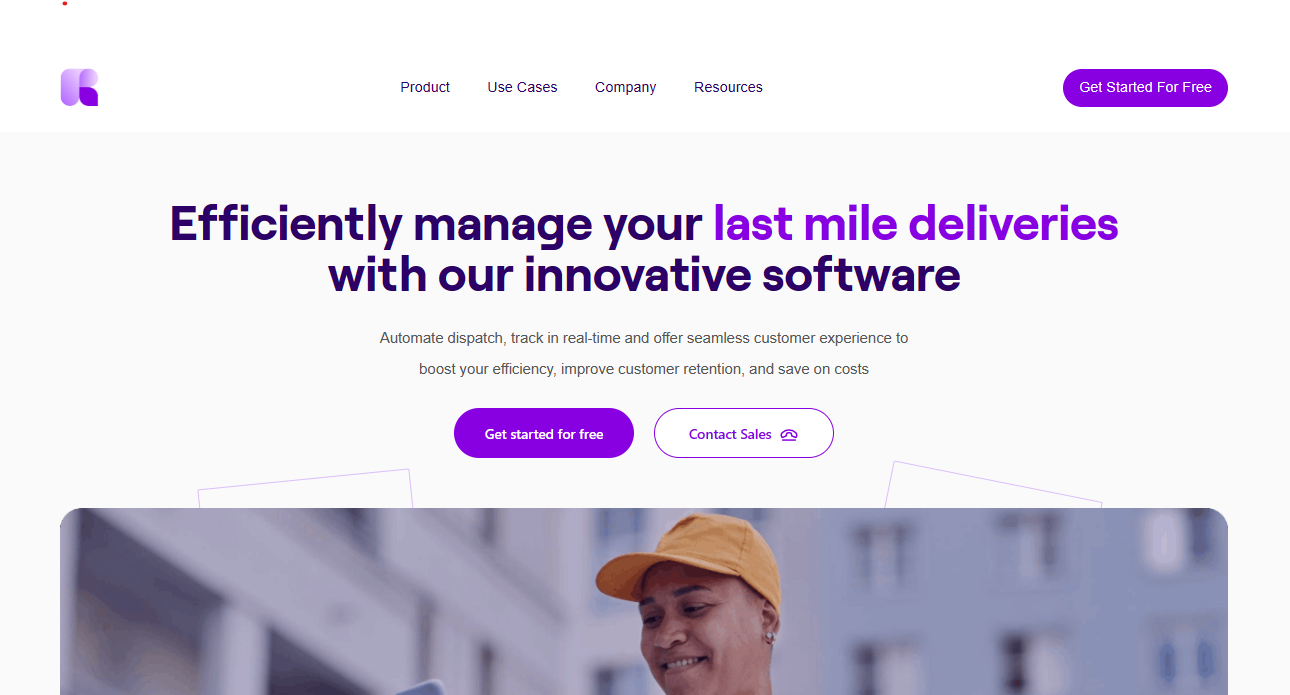 Product Use Cases Company Resources Get Started For Free
Efficiently manage your last mile deliveries
with our innovative software
Automate dispatch, track in real-time and offer seamless customer experience to
boost your efficiency, improve customer retention, and save on costs
Get started for free Contact Sales